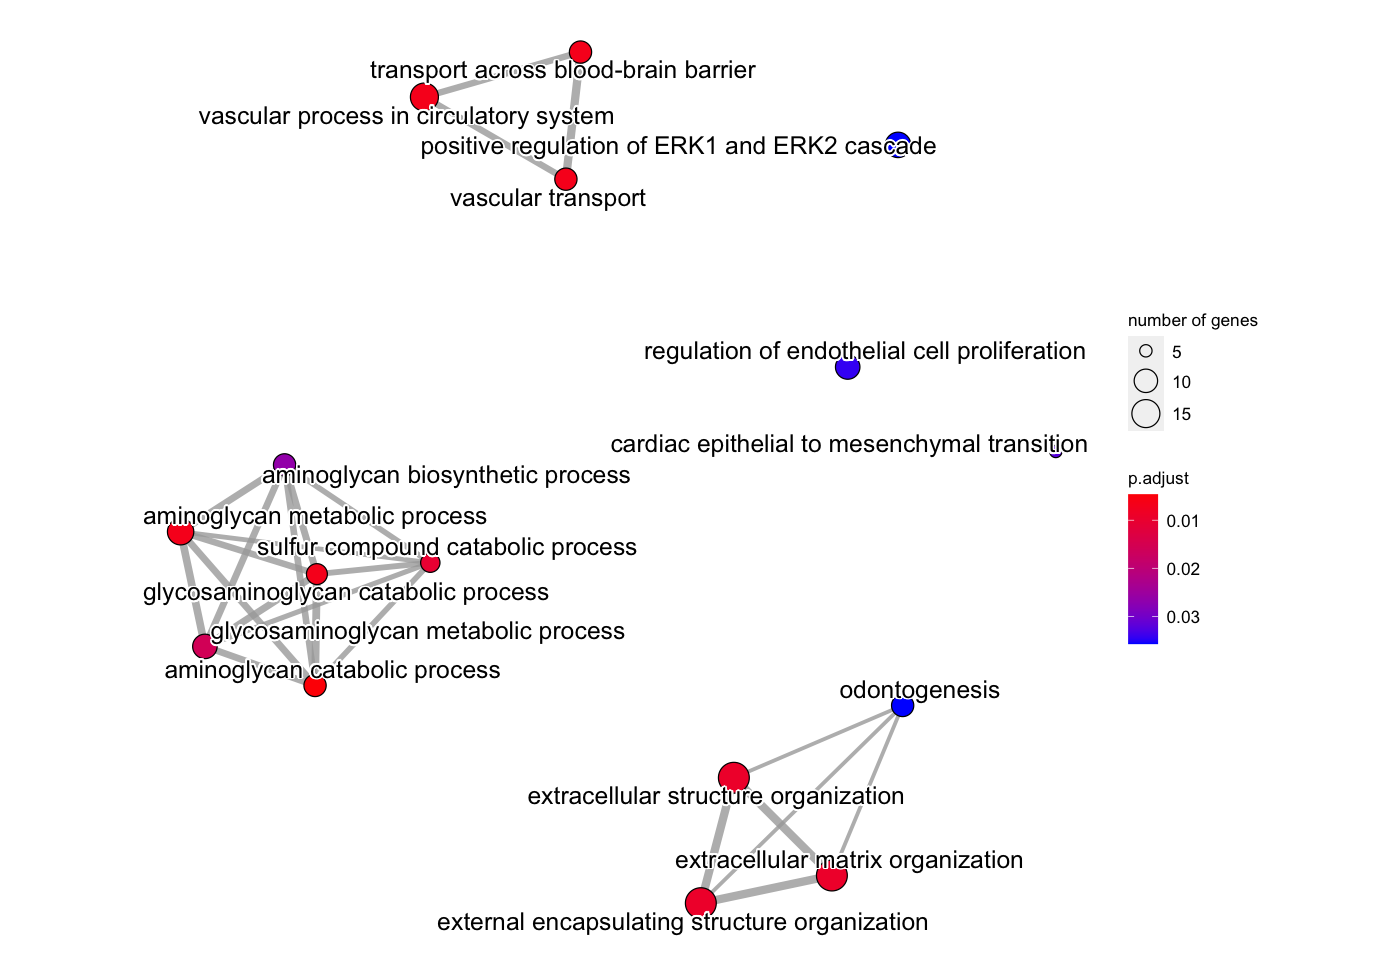 transport across blood-brain barrier
vascular process in circulatory system
positive regulation of ERK1 and ERK2 cascade
vascular transport
number of genes
5
10
15
regulation of endothelial cell proliferation
cardiac epithelial to mesenchymal transition
aminoglycan biosynthetic process
p.adjust
0.01
0.02
0.03
aminoglycan metabolic process
sulfur compound catabolic process
glycosaminoglycan catabolic process
glycosaminoglycan metabolic process
aminoglycan catabolic process
odontogenesis
extracellular structure organization
extracellular matrix organization
external encapsulating structure organization